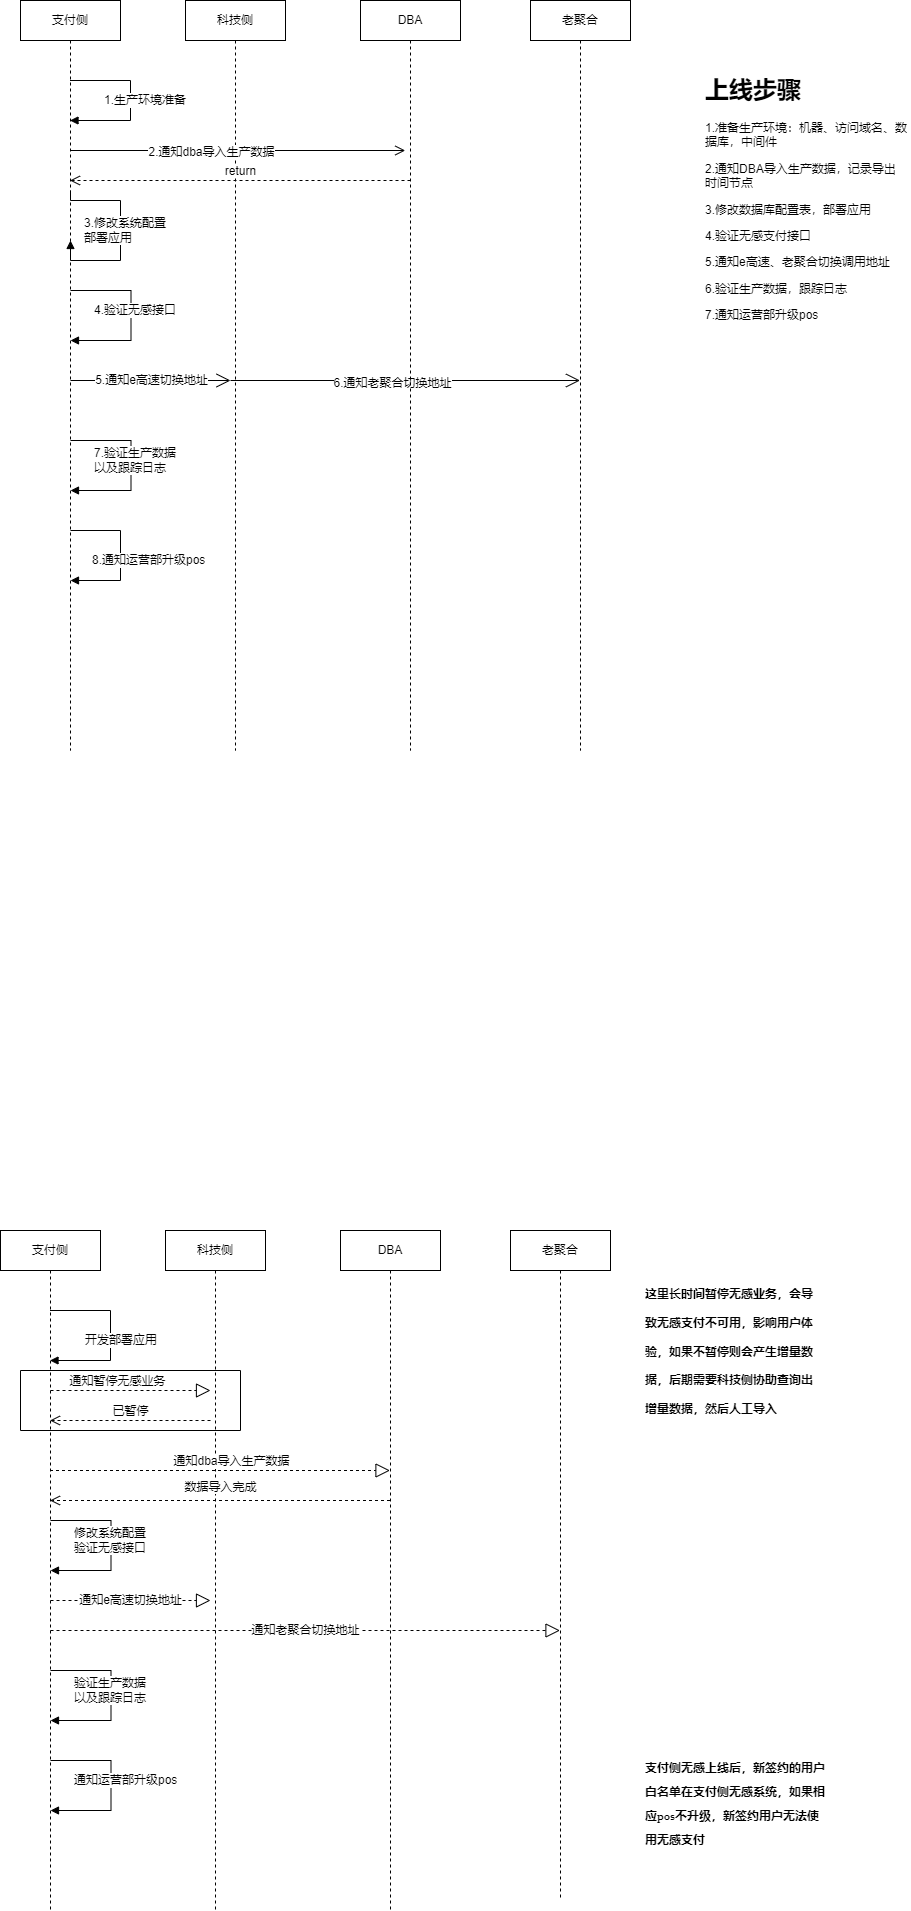 支付侧
科技侧
DBA
老聚合
1.生产环境准备
2.通知dba导入生产数据
return
3.修改系统配置
部署应用
4.验证无感接口
5.通知e高速切换地址
6.通知老聚合切换地址
7.验证生产数据
以及跟踪日志
8.通知运营部升级pos
上线步骤
1.准备生产环境：机器、访问域名、数
据库，中间件
2.通知DBA导入生产数据，记录导出
时间节点
3.修改数据库配置表，部署应用
4.验证无感支付接口
5.通知e高速、老聚合切换调用地址
6.验证生产数据，跟踪日志
7.通知运营部升级pos
支付侧
科技侧
DBA
老聚合
开发部署应用
通知暂停无感业务
已暂停
通知dba导入生产数据
数据导入完成
修改系统配置
验证无感接口
通知e高速切换地址
通知老聚合切换地址
验证生产数据
以及跟踪日志
通知运营部升级pos
这里长时间暂停无感业务，会导
致无感支付不可用，影响用户体
验，如果不暂停则会产生增量数
据，后期需要科技侧协助查询出
增量数据，然后人工导入
支付侧无感上线后，新签约的用户
白名单在支付侧无感系统，如果相
应pos不升级，新签约用户无法使
用无感支付